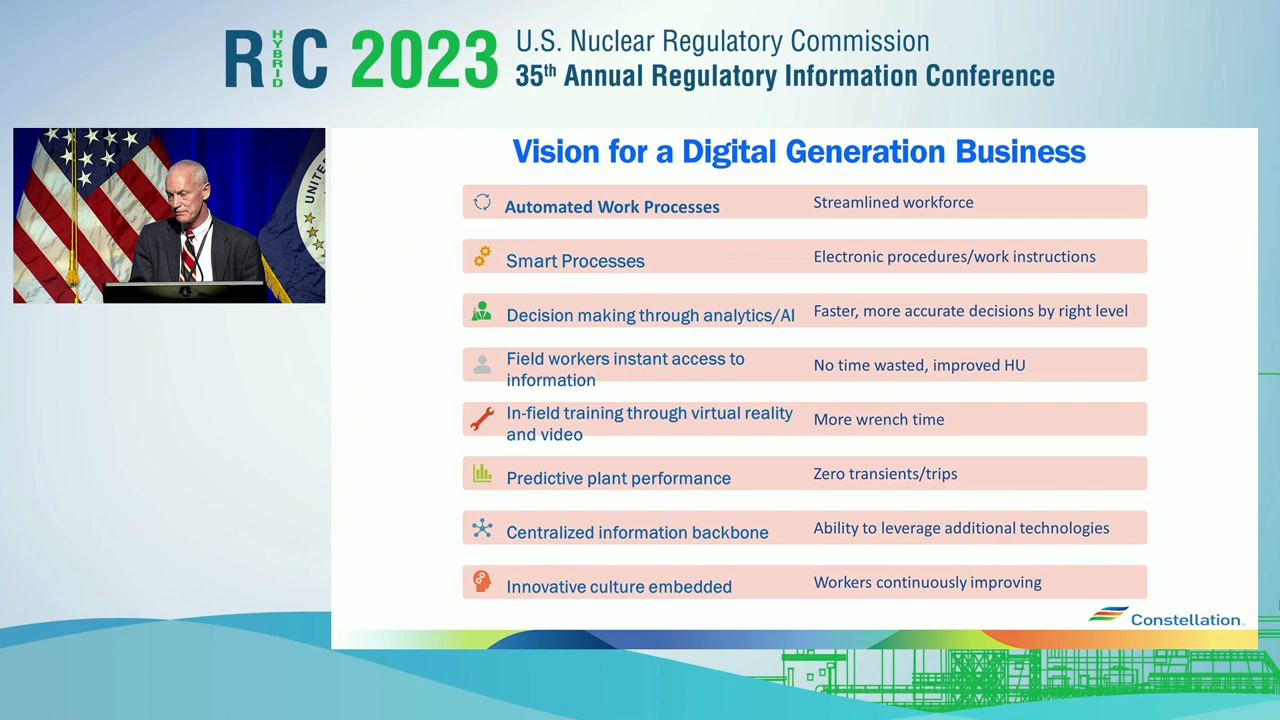 RIC 2023
HYBRID
U.S. Nuclear Regulatory Commission
35th Annual Regulatory Information Conference
UNITE
Vision for a Digital Generation Business
Automated Work Processes
Streamlined workforce
Smart Processes
Electronic procedures/work instructions
Decision making through analytics/AI
Faster, more accurate decisions by right level
Field workers instant access to
information
No time wasted, improved HU
In-field training through virtual reality
and video
More wrench time
Predictive plant performance
Zero transients/trips
Centralized information backbone
Ability to leverage additional technologies
Innovative culture embedded
Workers continuously improving
Constellation